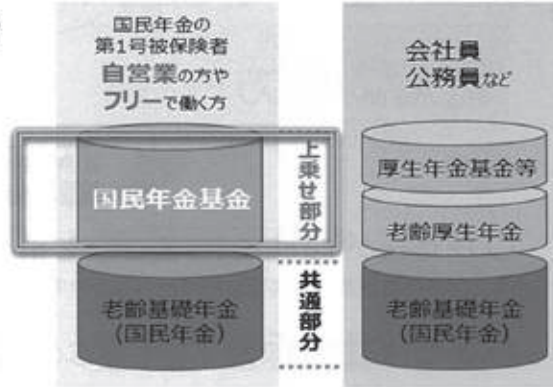 国民年金の
第1号被保険者
自営業の方や
フリーで働く方
国民年金基金
老齢基礎年金
(国民年金)
上乗せ部分
共通部分
会社員
公務員など
厚生年金基金等
老齢厚生年金
老齢基礎年金
(国民年金)